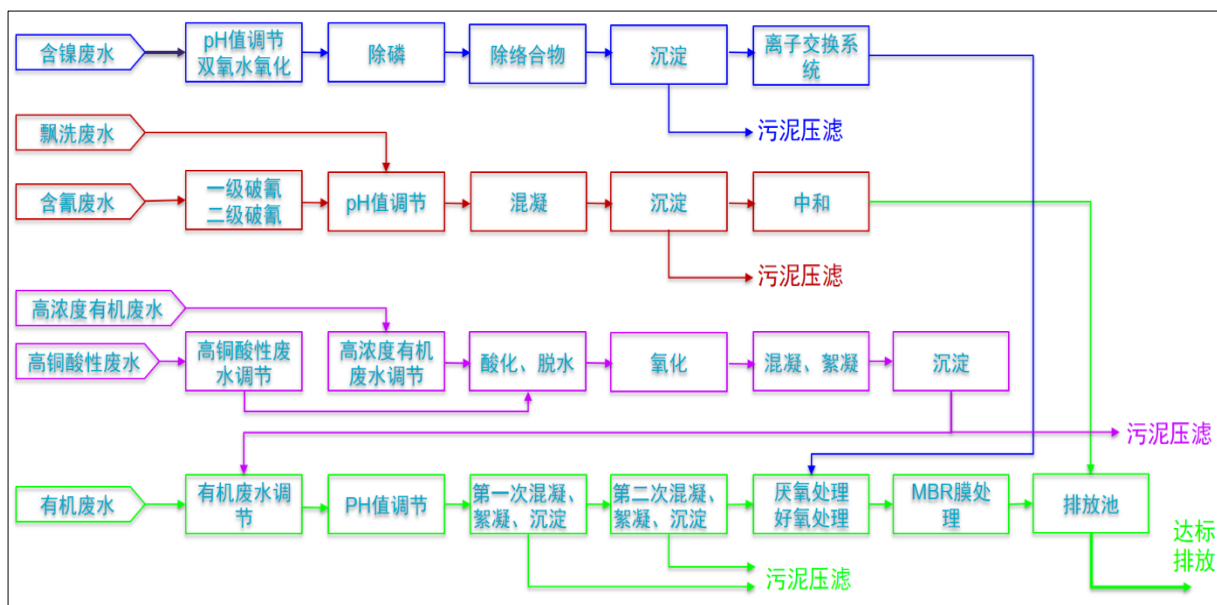 含镍废水
pH值调节
双氧水氧化
除磷
除络合物
沉淀
离子交换系
统
污泥压滤
飘洗废水
含氰废水
一级破氰
二级破氰
pH值调节
混凝
沉淀
中和
污泥压滤
高浓度有机废水
高铜酸性废水
高铜酸性废
水调节
高浓度有机
废水调节
酸化、脱水
氧化
混凝、絮凝
沉淀
污泥压滤
有机废水
有机废水调
节
PH值调节
第一次混凝、
絮凝、沉淀
第二次混凝、
絮凝、沉淀
厌氧处理
好氧处理
MBR膜处
理
排放池
污泥压滤
达标
排放